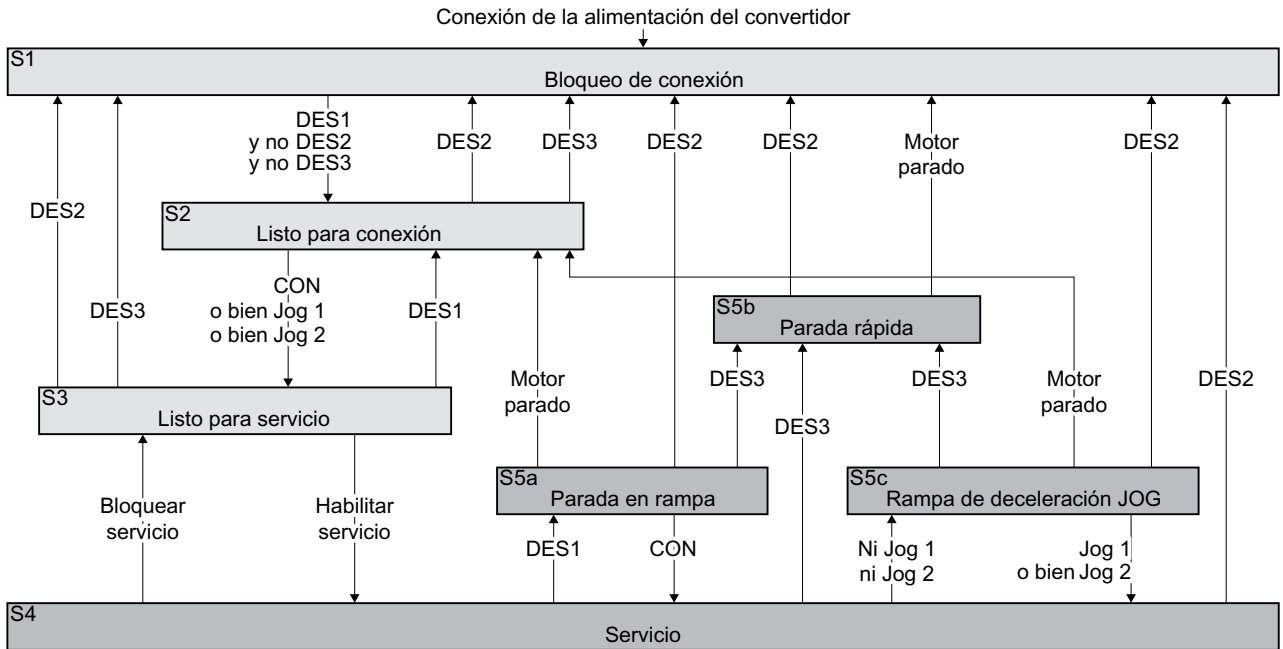 Conexión de la alimentación del convertidor
S1
Bloqueo de conexión
DES1
y no DES2
y no DES3
DES2
DES3
DES2
DES2
Motor
parado
DES2
DES2
S2
Listo para conexión
DES3
CON
o bien Jog 1
o bien Jog 2
DES1
S5b
Parada rápida
S3
Listo para servicio
Motor
parado
DES3
DES3
DES3
Motor
parado
DES2
S5a
Parada en rampa
S5c
Rampa de deceleración JOG
Bloquear
servicio
Habilitar
servicio
DES1
CON
Ni Jog 1
ni Jog 2
Jog 1
o bien Jog 2
S4
Servicio